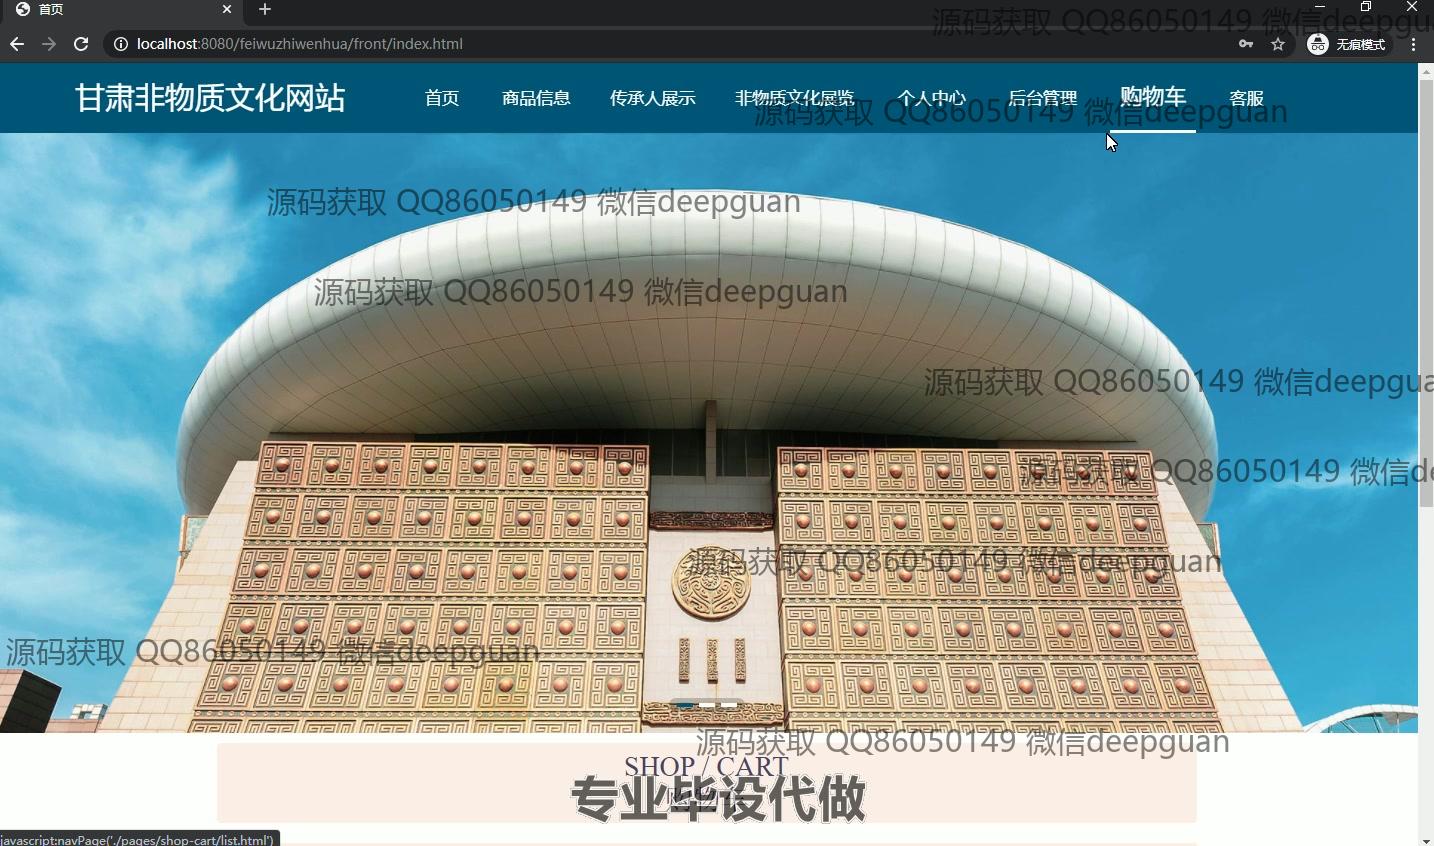 首页
localhost:8080/feiwuzhiwenhua/front/index.html
无痕模式
源码获取 QQ86050149 微信deepgua
甘肃非物质文化网站
首页 商品信息 传承人展示 非物质文化展览 个人中心 后台管理 购物车 客服
源码获取 QQ86050149 微信deepguan
源码获取 QQ86050149 微信deepguan
源码获取 QQ86050149 微信deepguan
源码获取 QQ86050149 微信deepgua
源码获取 QQ86050149 微信de
源码获取 QQ86050149 微信deepguan
源码获取 QQ86050149 微信deepguan
源码获取 QQ86050149 微信deepguan
SHOP / CART
购物车
专业毕设代做
javascript:navPage('./pages/shop-cart/list.html')